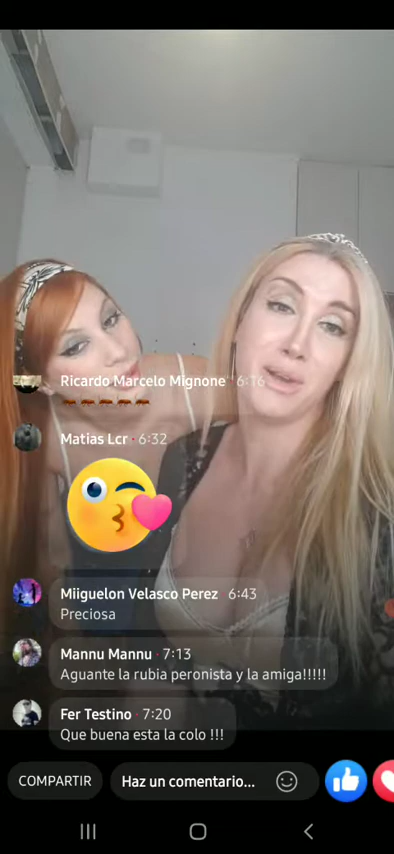 Ricardo Marcelo Mignone · 6:16
Matias Lcr · 6:32
Miiguelon Velasco Perez · 6:43
Preciosa
Mannu Mannu · 7:13
Aguante la rubia peronista y la amiga!!!!!
Fer Testino · 7:20
Que buena esta la colo !!!
COMPARTIR
Haz un comentario...